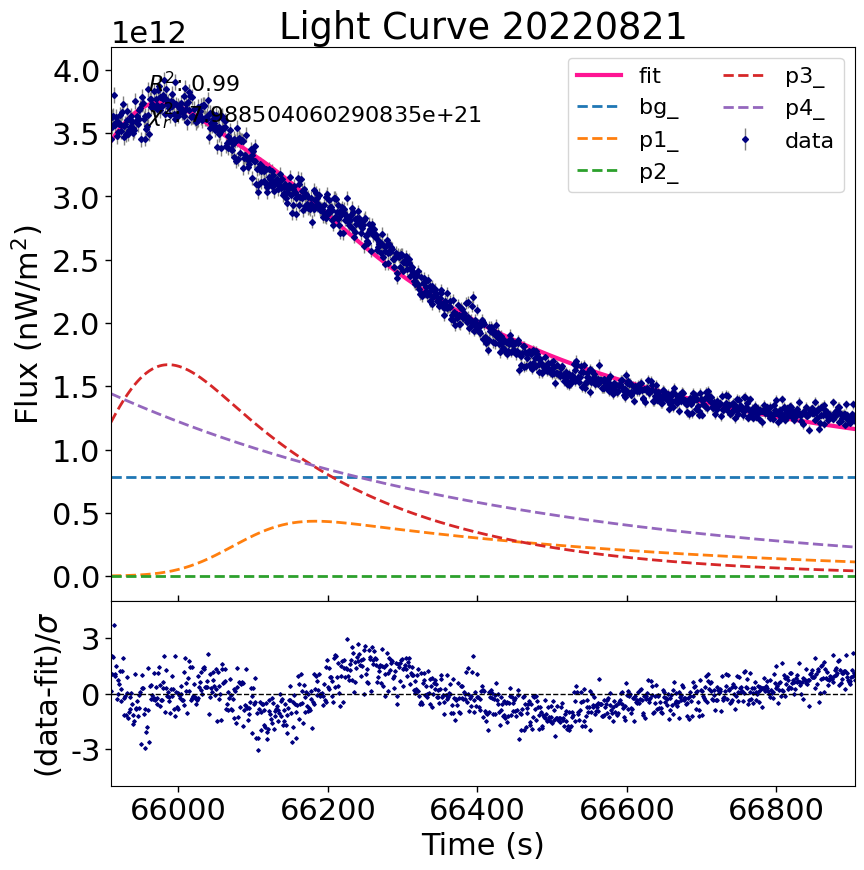 Light Curve 20220821
1e12
R²: 0.99
988504060290835e+21
fit
bg_
p1_
p2_
p3_
p4_
data
4.0
3.5
3.0
2.5
2.0
1.5
1.0
0.5
0.0
Flux (nW/m²)
3
0
-3
(data-fit)/σ
66000 66200 66400 66600 66800
Time (s)